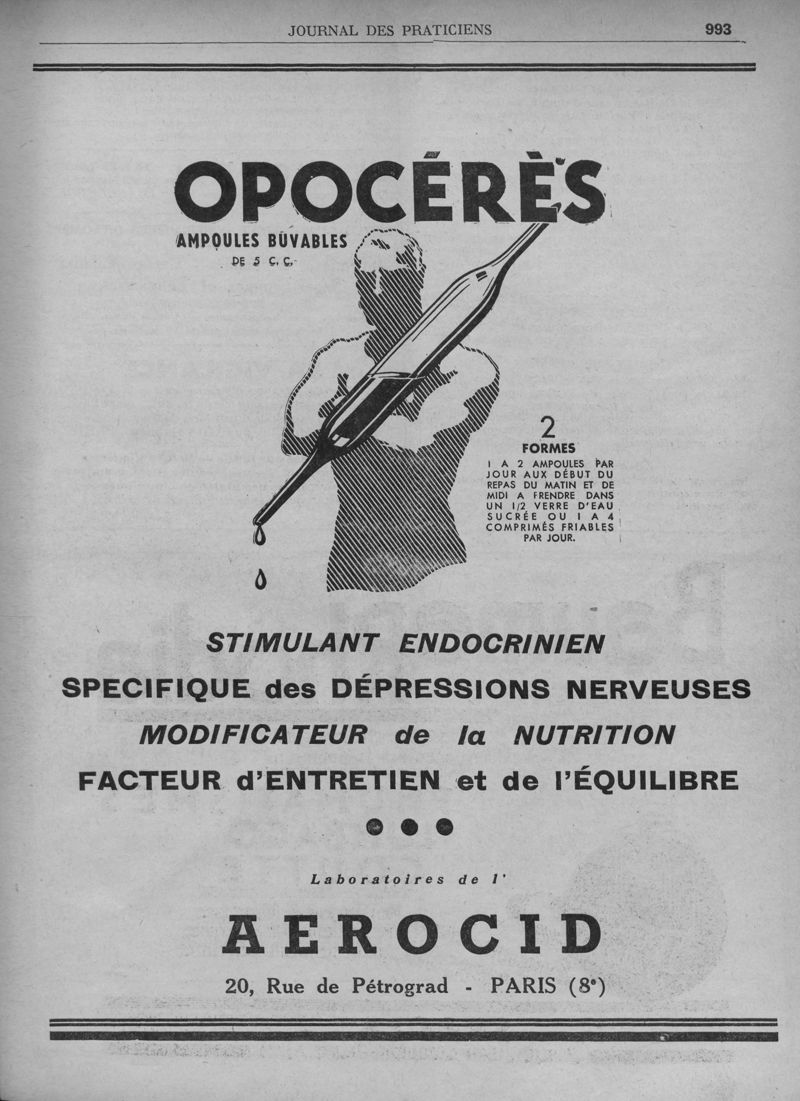 JOURNAL DES PRATICIENS 993
OPOCÉRÈS
AMPOULES BUVABLES
DE 5 C. C.
2
FORMES
1 A 2 AMPOULES PAR
JOUR AUX DÉBUT DU
REPAS DU MATIN ET DE
MIDI A PRENDRE DANS
UN 1/2 VERRE D'EAU
SUCRÉE OU 1 A 4
COMPRIMÉS FRIABLES
PAR JOUR.
STIMULANT ENDOCRINIEN
SPECIFIQUE des DÉPRESSIONS NERVEUSES
MODIFICATEUR de la NUTRITION
FACTEUR d'ENTRETIEN et de l'ÉQUILIBRE
Laboratoires de l'
AEROCID
20, Rue de Pétrograd - PARIS (8e)